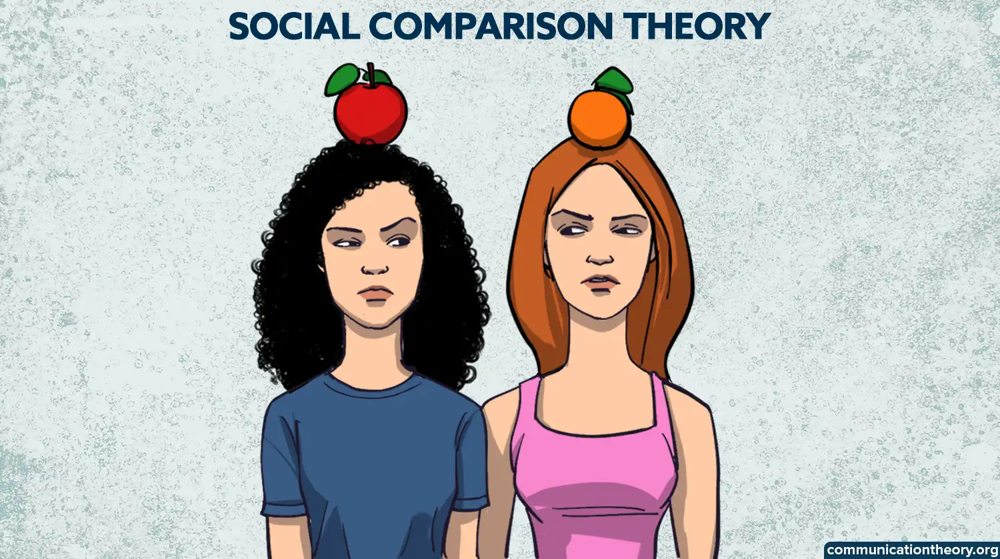 SOCIAL COMPARISON THEORY
communicationtheory.org